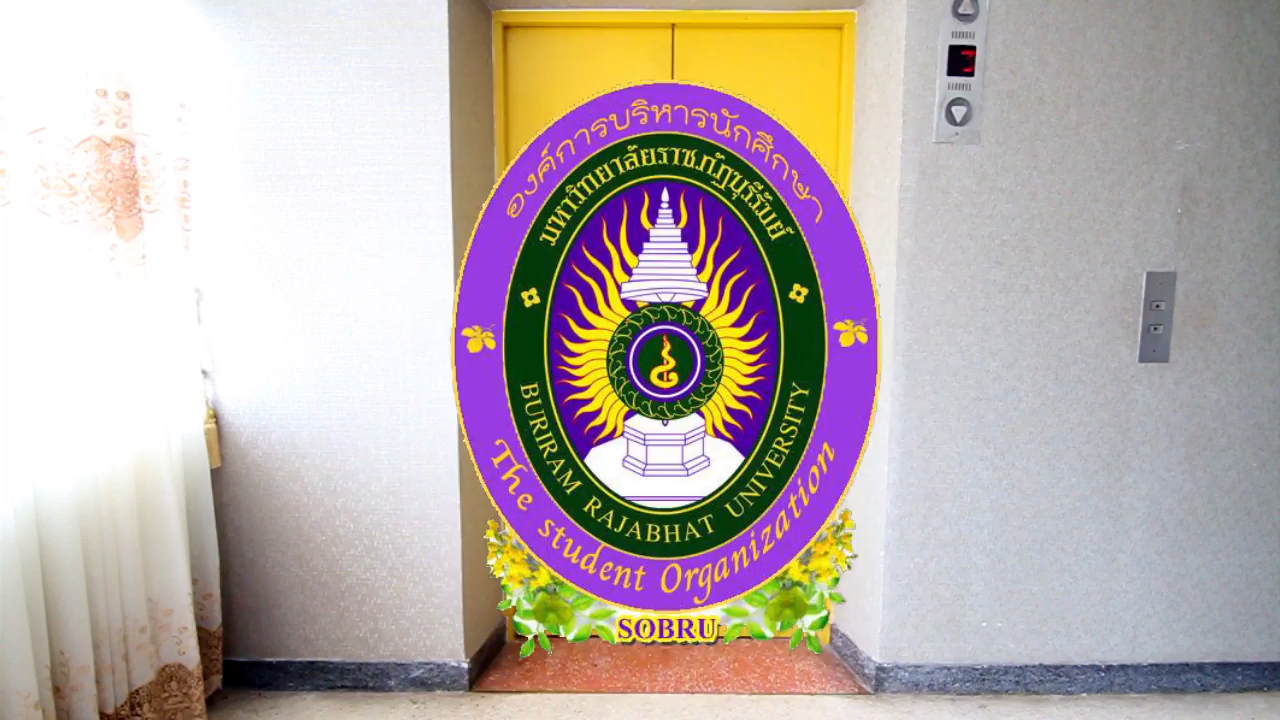 3
องค์การบริหารนักศึกษา
มหาวิทยาลัยราชภัฏบุรีรัมย์
BURIRAM RAJABHAT UNIVERSITY
The student Organization
SOBRU